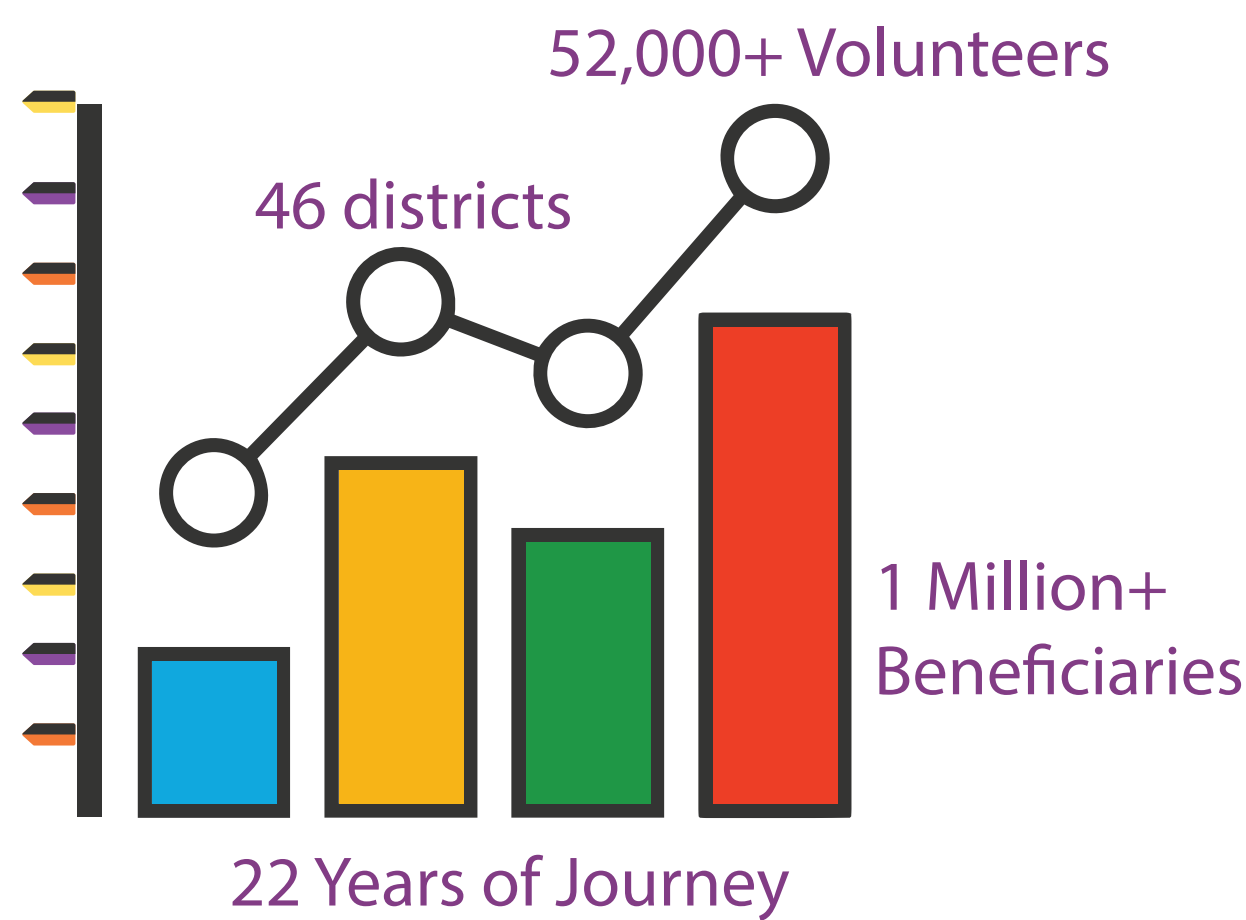 52,000+ Volunteers
46 districts
1 Million+
Beneficiaries
22 Years of Journey